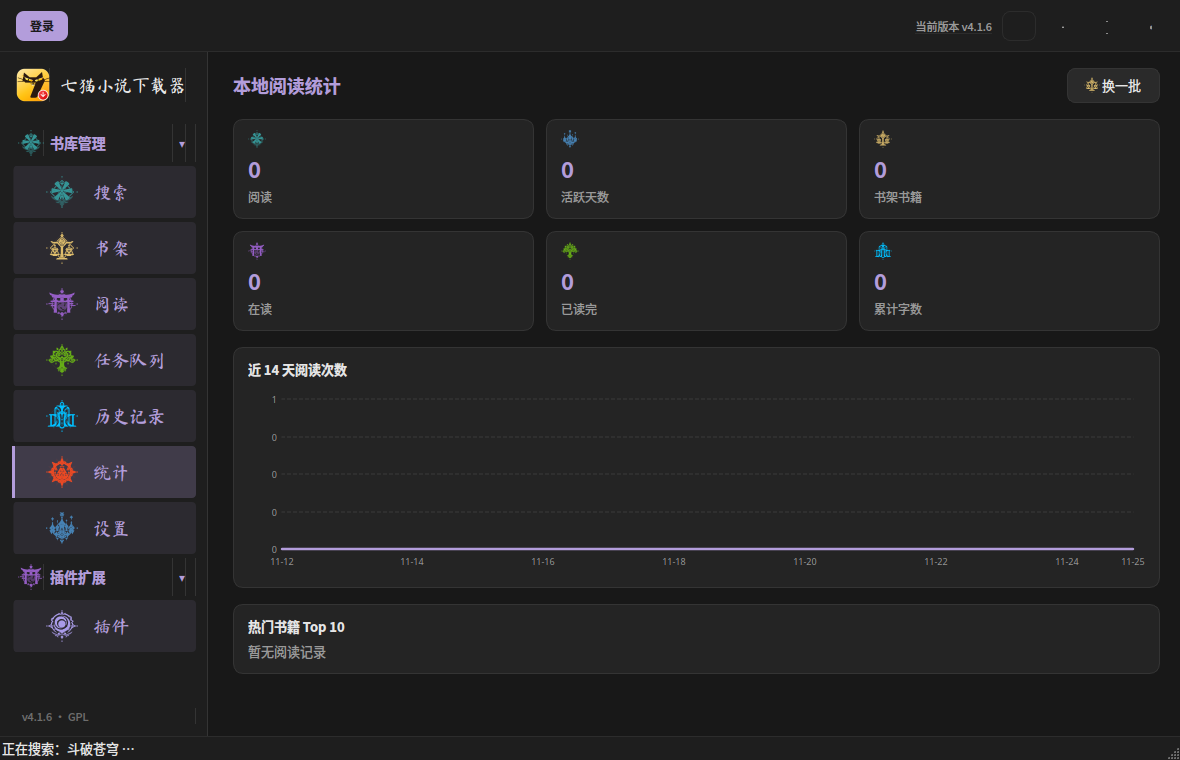 登录
当前版本 v4.1.6
七猫小说下载器
书库管理
搜索
书架
阅读
任务队列
历史记录
统计
设置
插件扩展
插件
v4.1.6 · GPL
本地阅读统计
换一批
0
阅读
0
活跃天数
0
书架书籍
0
在读
0
已读完
0
累计字数
近 14 天阅读次数
1
0
0
0
0
11-12
11-14
11-16
11-18
11-20
11-22
11-24
11-25
热门书籍 Top 10
暂无阅读记录
正在搜索：斗破苍穹 …